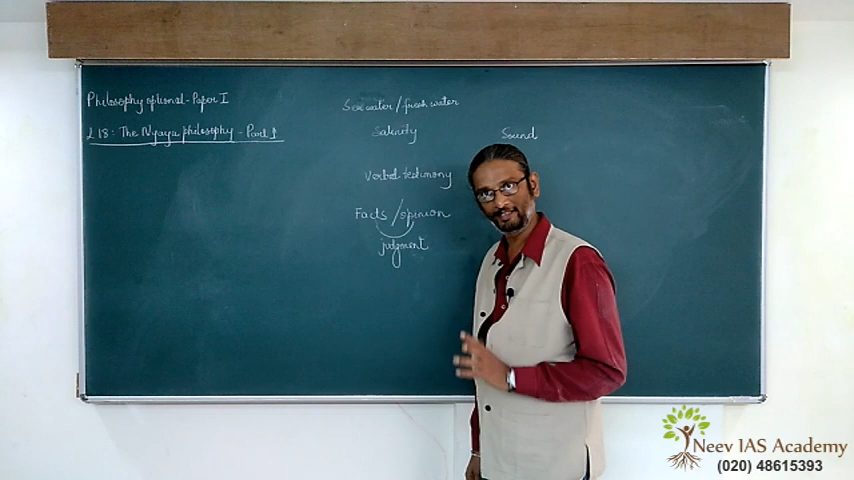 Philosophy optional - Paper I
L 18: The Nyaya philosophy - Part 1
Sea water / fresh water
Salinity
Sound
Verbal testimony
Facts / opinion
judgment
Neev IAS Academy
(020) 48615393